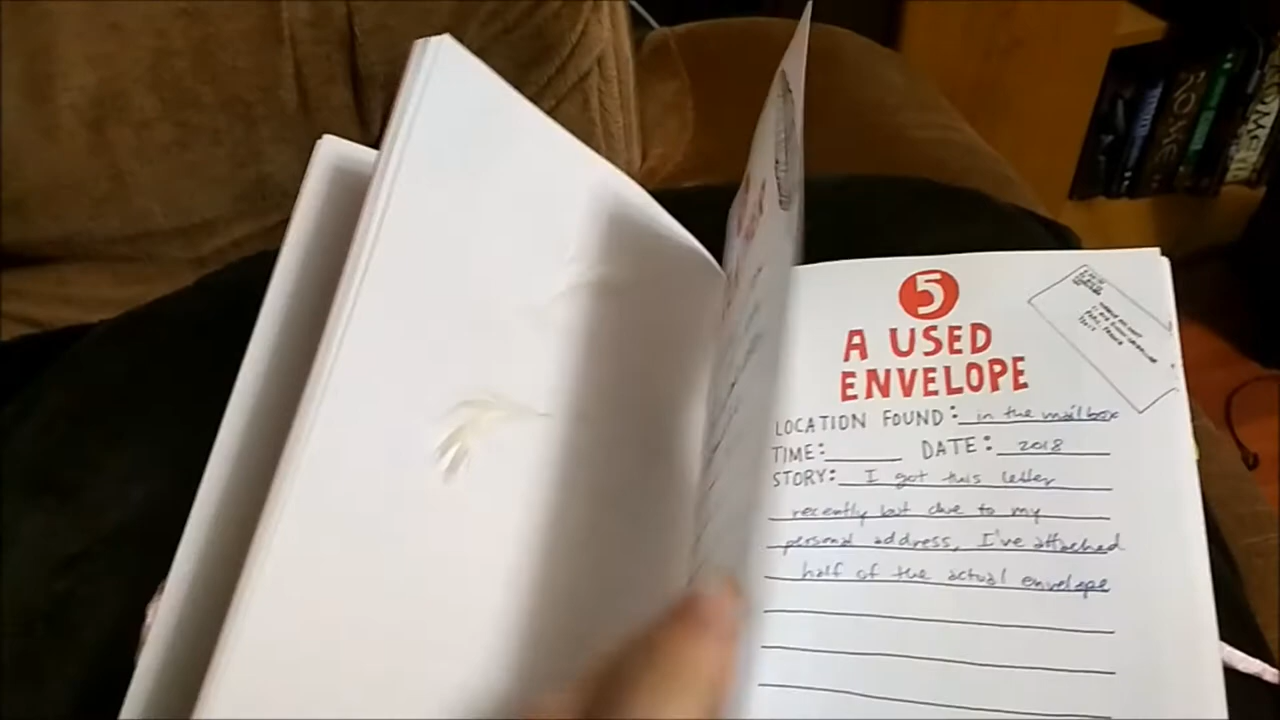 5
A USED
ENVELOPE
LOCATION FOUND: in the mailbox
TIME: DATE: 2018
STORY: I got this letter
recently but due to my
personal address, I've attached
half of the actual envelope